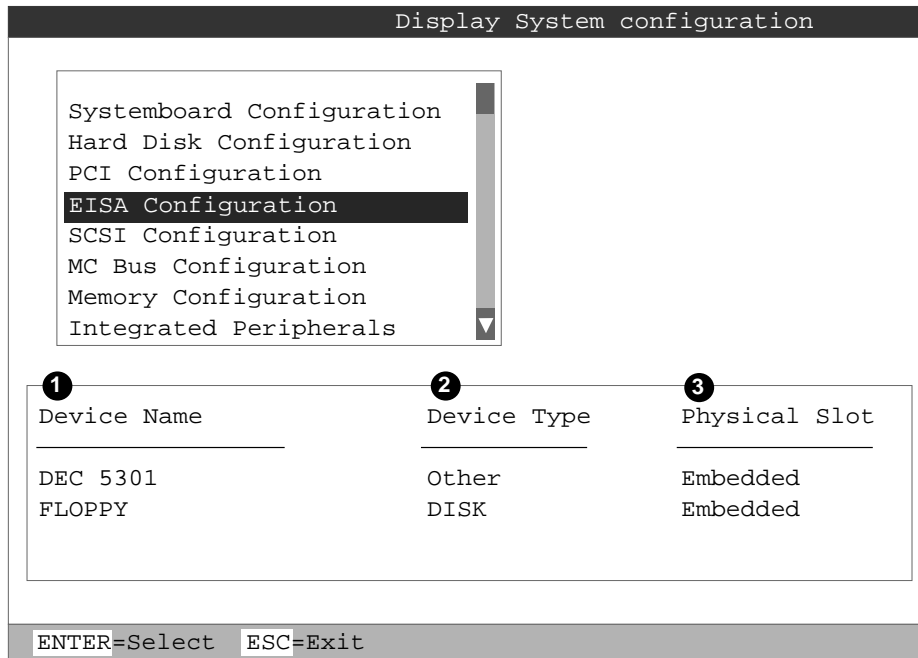 Display System configuration
Systemboard Configuration
Hard Disk Configuration
PCI Configuration
EISA Configuration
SCSI Configuration
MC Bus Configuration
Memory Configuration
Integrated Peripherals
1 2 3
Device Name Device Type Physical Slot
DEC 5301 Other Embedded
FLOPPY DISK Embedded
ENTER=Select ESC=Exit